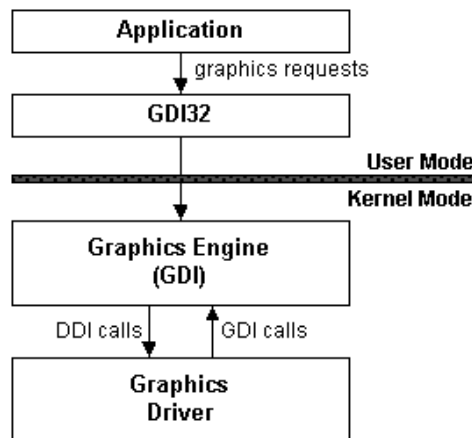 Application
graphics requests
GDI32
User Mode
Kernel Mode
Graphics Engine
(GDI)
DDI calls
GDI calls
Graphics
Driver